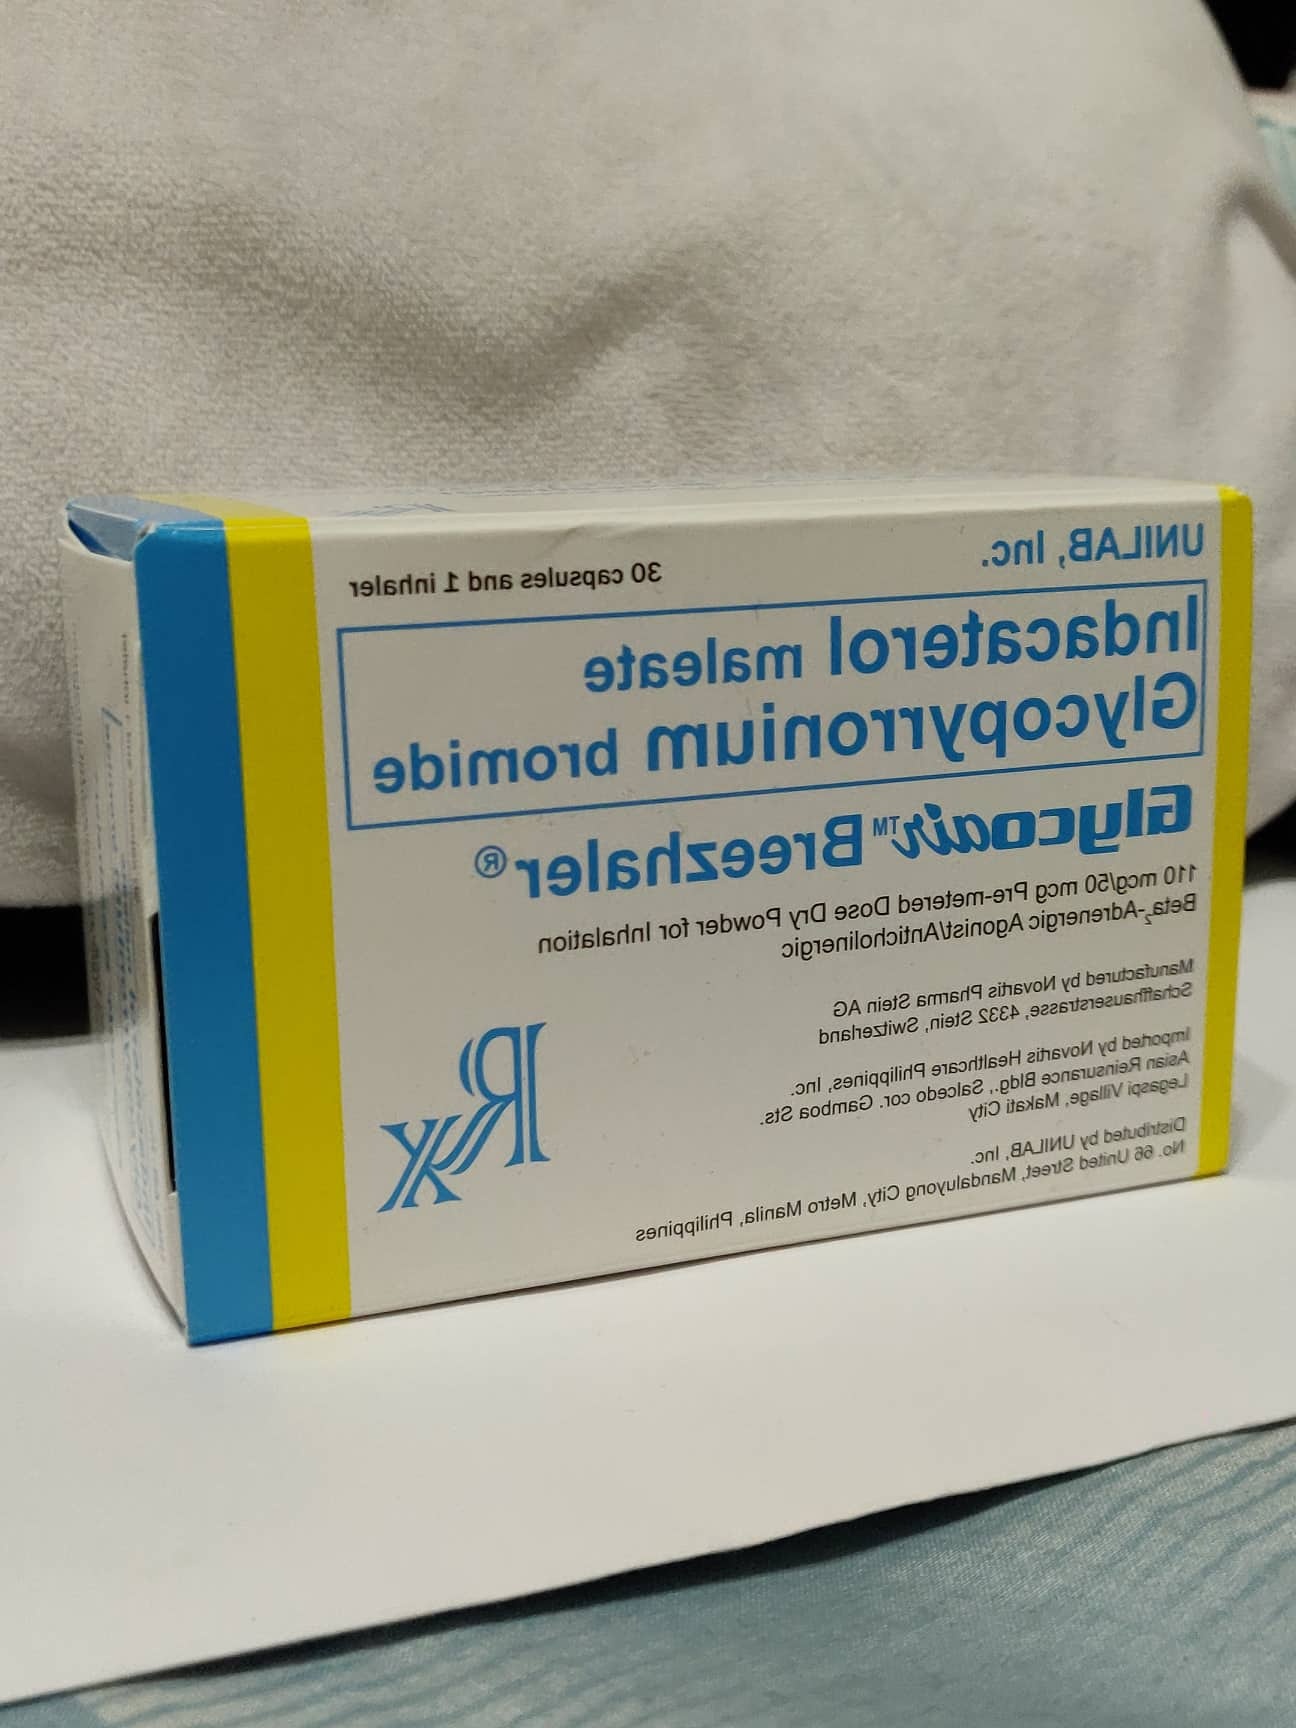 UNILAB, Inc.
30 capsules and 1 inhaler
Indacaterol maleate
Glycopyrronium bromide
Glycoair™ Breezhaler®
110 mcg/50 mcg Pre-metered Dose Dry Powder for Inhalation
Beta₂-Adrenergic Agonist/Anticholinergic
Manufactured by Novartis Pharma Stein AG
Schaffhauserstrasse, 4332 Stein, Switzerland
Imported by Novartis Healthcare Philippines, Inc.
Asian Reinsurance Bldg., Salcedo cor. Gamboa Sts.
Legaspi Village, Makati City
Distributed by UNILAB, Inc.
No. 66 United Street, Mandaluyong City, Metro Manila, Philippines
Rx